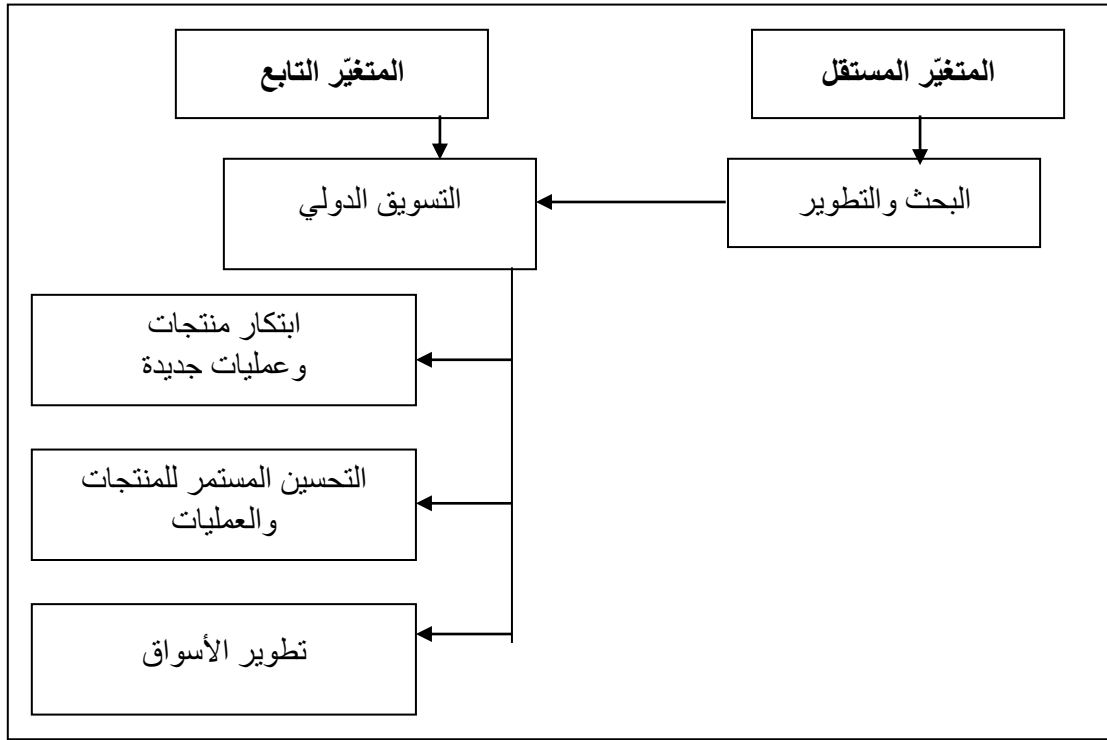 المتغيّر المستقل
المتغيّر التابع
البحث والتطوير
التسويق الدولي
ابتكار منتجات
وعمليات جديدة
التحسين المستمر للمنتجات
والعمليات
تطوير الأسواق